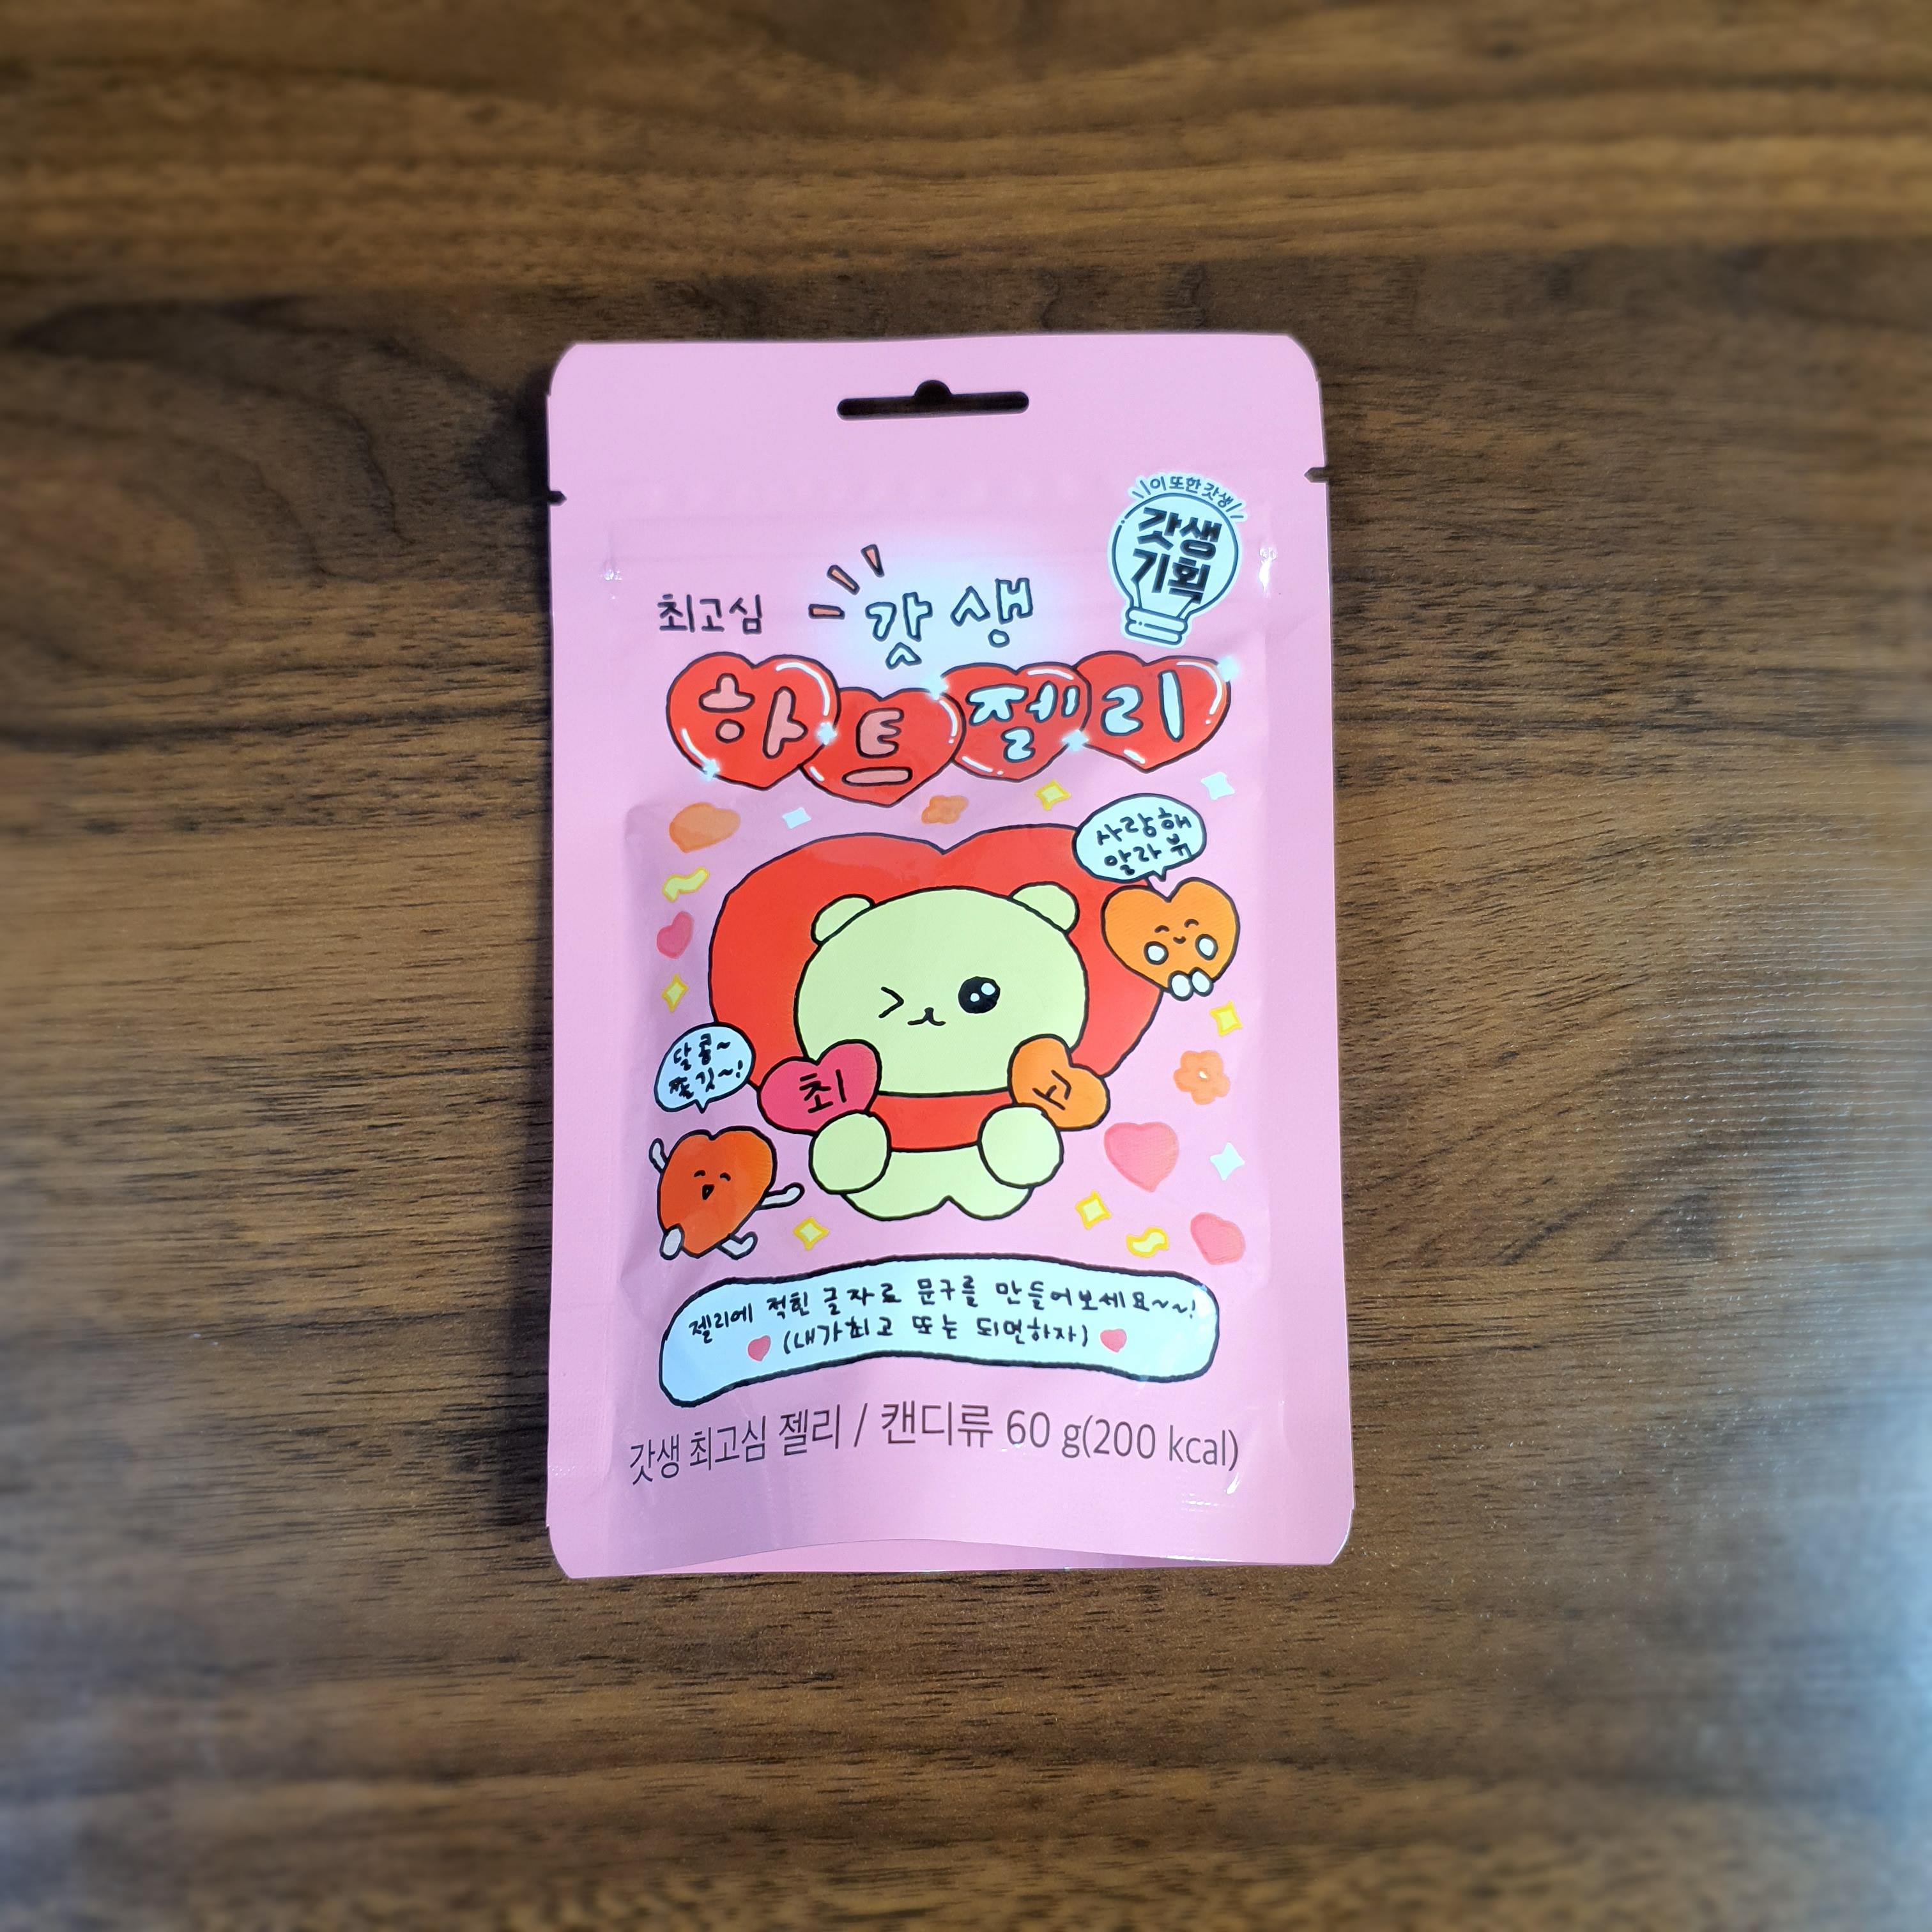 이 또한 갓생
갓생
기획
최고심
갓생
하트젤리
사랑해
알라뷰
달콤~
쫄깃~!
최
고
젤리에 적힌 글자로 문구를 만들어보세요~~!
(내가최고 또는 되면하자)
갓생 최고심 젤리 / 캔디류 60 g(200 kcal)